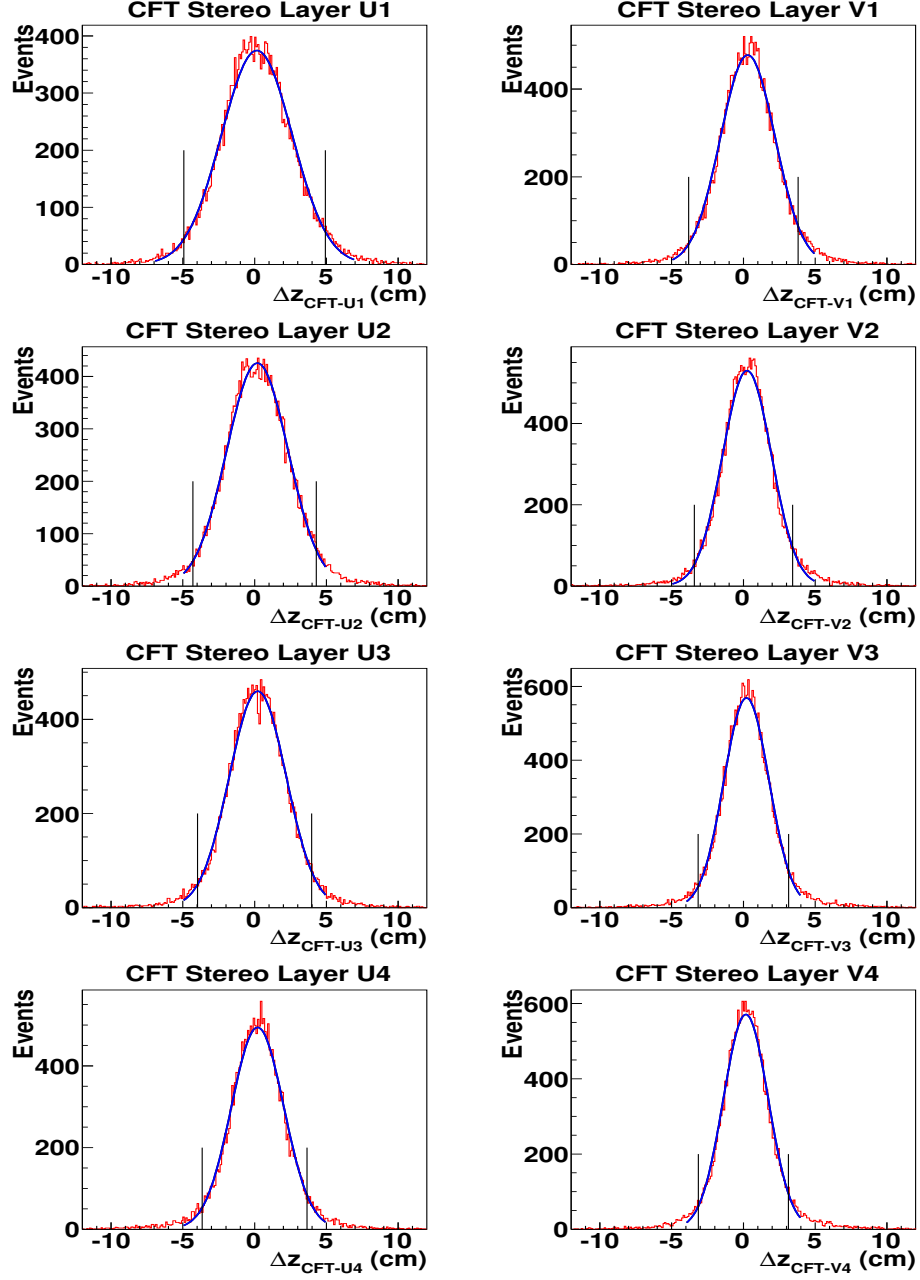 CFT Stereo Layer U1
Events
400
300
200
100
0
-10 -5 0 5 10
Δz_CFT-U1 (cm)
CFT Stereo Layer V1
Events
400
200
0
-10 -5 0 5 10
Δz_CFT-V1 (cm)
CFT Stereo Layer U2
Events
400
300
200
100
0
-10 -5 0 5 10
Δz_CFT-U2 (cm)
CFT Stereo Layer V2
Events
400
200
0
-10 -5 0 5 10
Δz_CFT-V2 (cm)
CFT Stereo Layer U3
Events
400
200
0
-10 -5 0 5 10
Δz_CFT-U3 (cm)
CFT Stereo Layer V3
Events
600
400
200
0
-10 -5 0 5 10
Δz_CFT-V3 (cm)
CFT Stereo Layer U4
Events
400
200
0
-10 -5 0 5 10
Δz_CFT-U4 (cm)
CFT Stereo Layer V4
Events
600
400
200
0
-10 -5 0 5 10
Δz_CFT-V4 (cm)